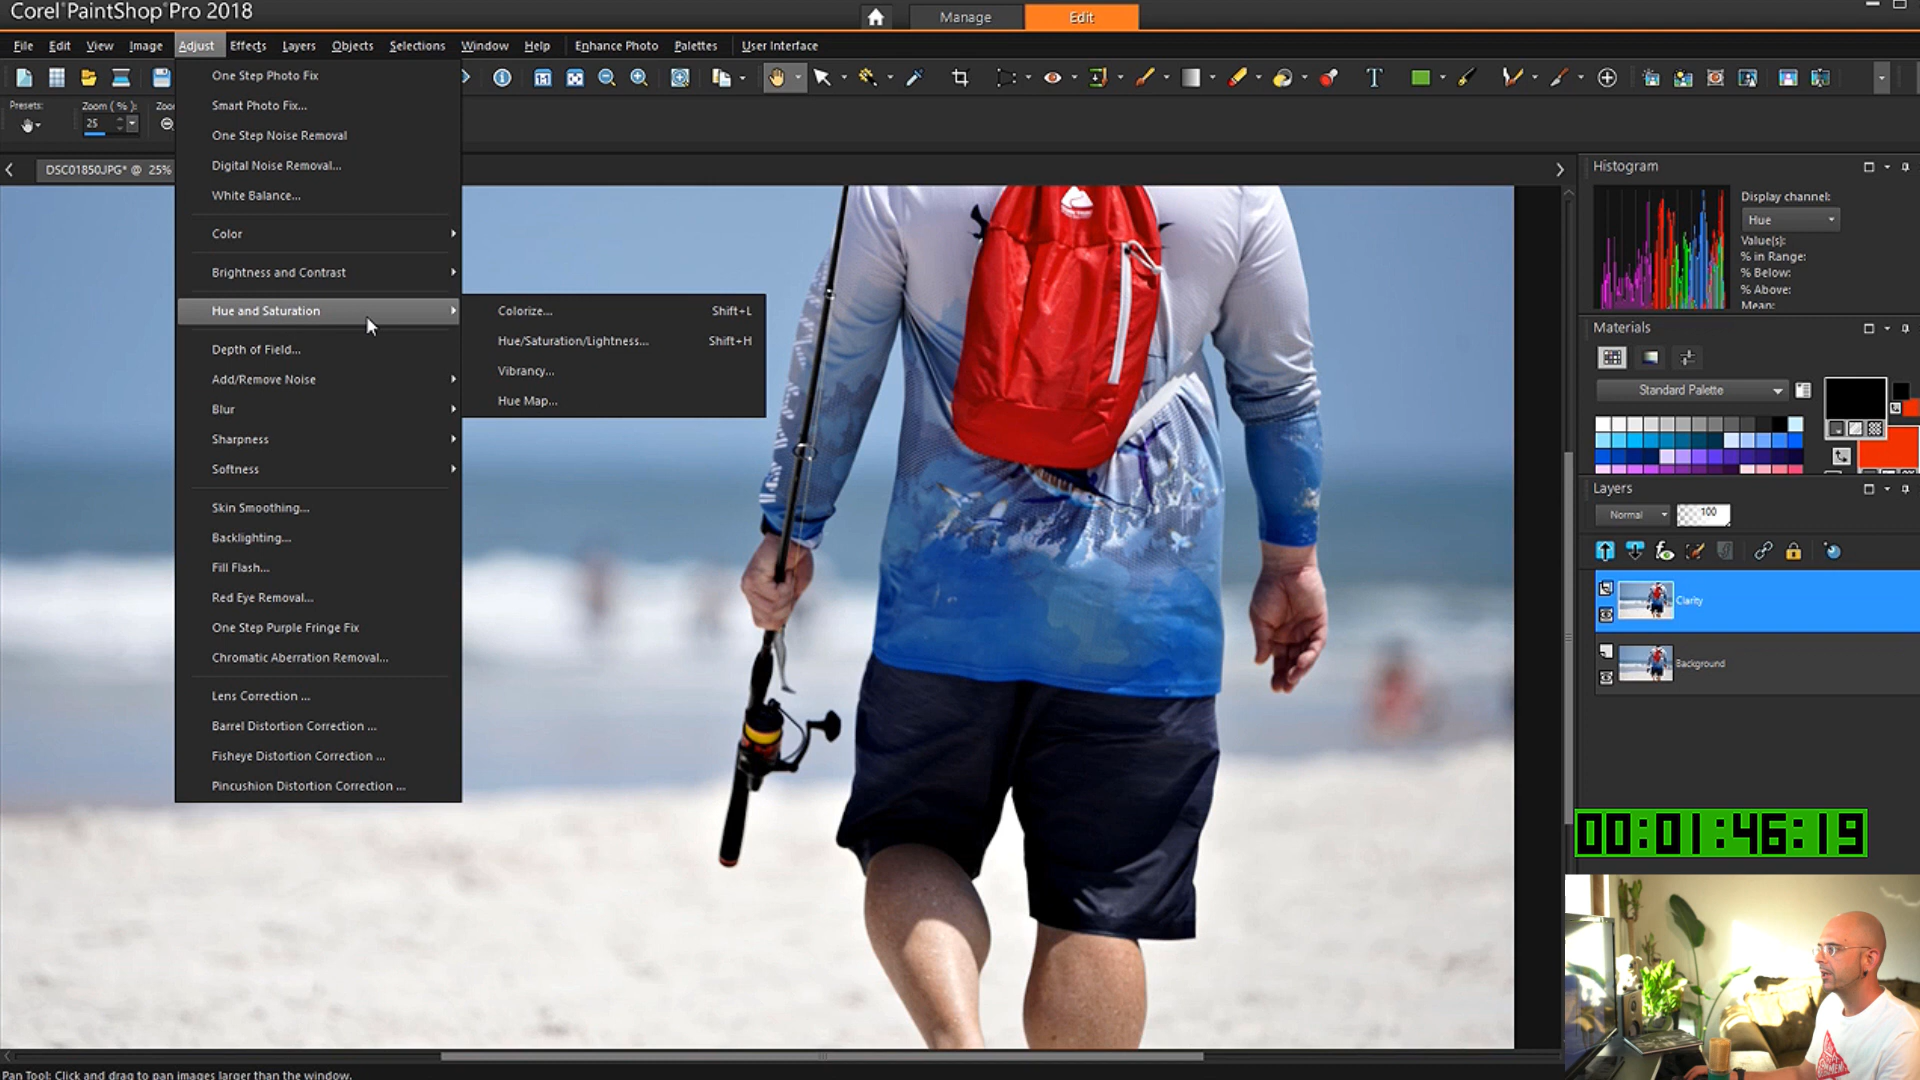 Corel®PaintShop®Pro 2018
Manage
Edit
File Edit View Image Adjust Effects Layers Objects Selections Window Help Enhance Photo Palettes User Interface
Presets:
Zoom ( % ):
Zoo
25
DSC01850JPG* @ 25%
One Step Photo Fix
Smart Photo Fix...
One Step Noise Removal
Digital Noise Removal...
White Balance...
Color
Brightness and Contrast
Hue and Saturation
Depth of Field...
Add/Remove Noise
Blur
Sharpness
Softness
Skin Smoothing...
Backlighting...
Fill Flash...
Red Eye Removal...
One Step Purple Fringe Fix
Chromatic Aberration Removal...
Lens Correction ...
Barrel Distortion Correction ...
Fisheye Distortion Correction ...
Pincushion Distortion Correction ...
Colorize... Shift+L
Hue/Saturation/Lightness... Shift+H
Vibrancy...
Hue Map...
Histogram
Display channel:
Hue
Value(s):
% in Range:
% Below:
% Above:
Mean:
Materials
Standard Palette
Layers
Normal
100
Clarity
Background
00:01:46:19
Pan Tool: Click and drag to pan images larger than the window.